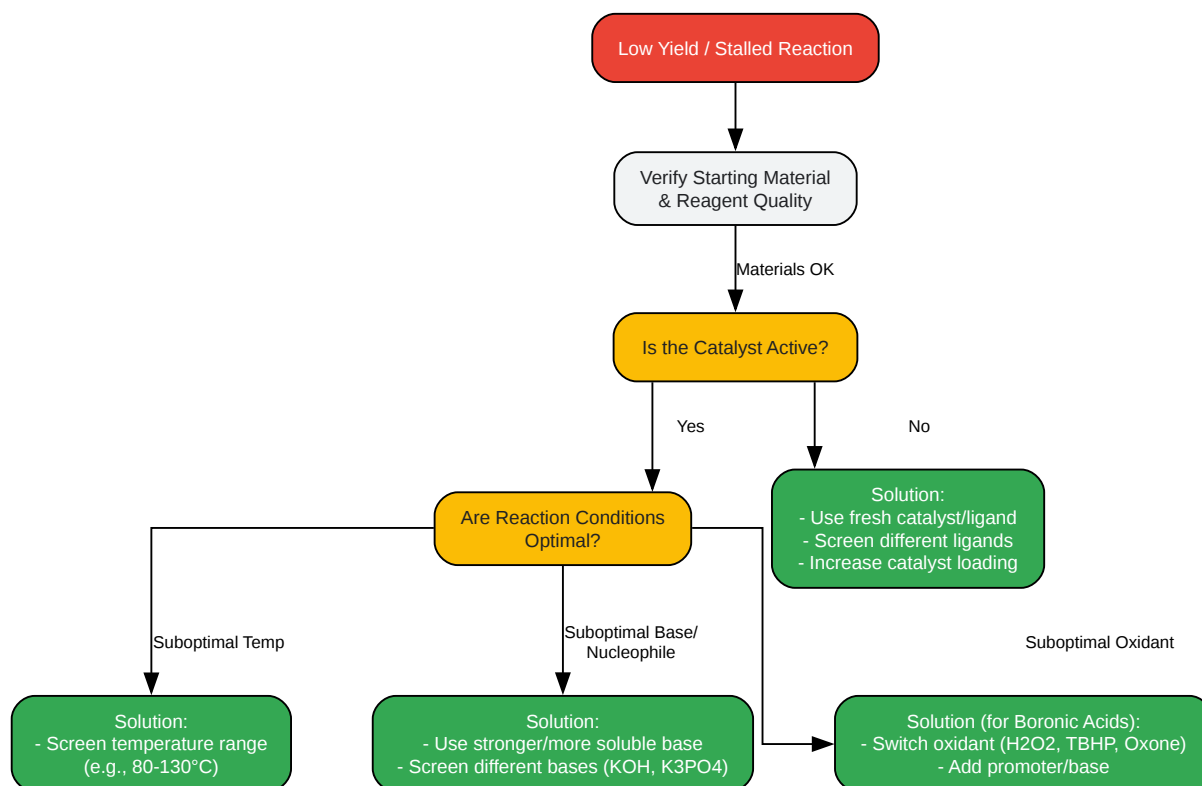 Low Yield / Stalled Reaction
Verify Starting Material
& Reagent Quality
Materials OK
Is the Catalyst Active?
Yes
No
Solution:
- Use fresh catalyst/ligand
- Screen different ligands
- Increase catalyst loading
Are Reaction Conditions
Optimal?
Suboptimal Temp
Suboptimal Base/
Nucleophile
Suboptimal Oxidant
Solution:
- Screen temperature range
(e.g., 80-130°C)
Solution:
- Use stronger/more soluble base
- Screen different bases (KOH, K3PO4)
Solution (for Boronic Acids):
- Switch oxidant (H2O2, TBHP, Oxone)
- Add promoter/base